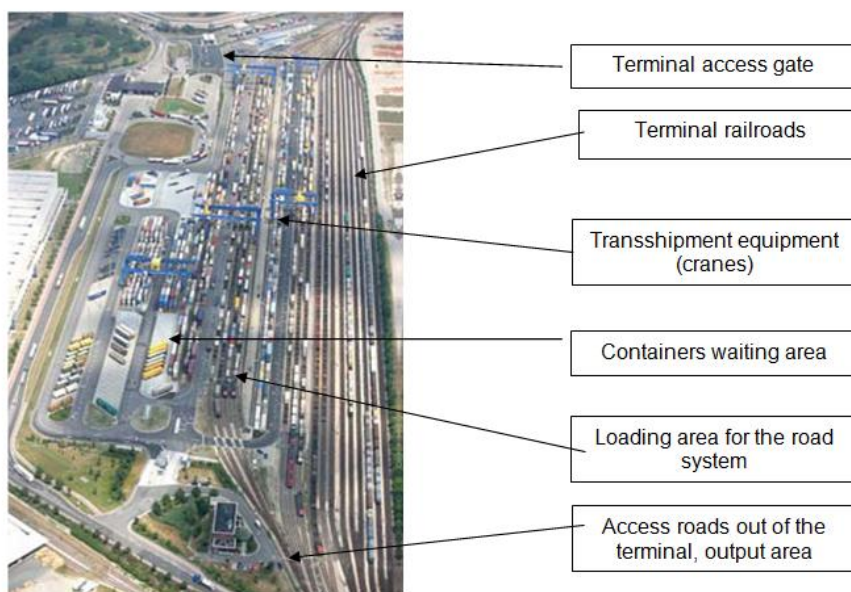 Terminal access gate
Terminal railroads
Transshipment equipment
(cranes)
Containers waiting area
Loading area for the road
system
Access roads out of the
terminal, output area